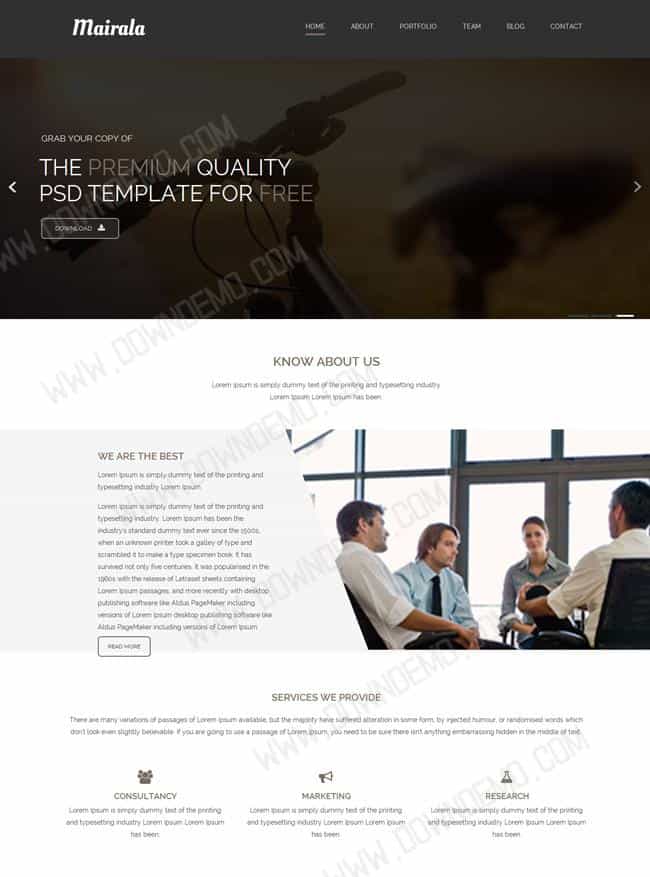 Mairala
HOME ABOUT PORTFOLIO TEAM BLOG CONTACT
GRAB YOUR COPY OF
THE PREMIUM QUALITY
PSD TEMPLATE FOR FREE
DOWNLOAD
KNOW ABOUT US
Lorem Ipsum is simply dummy text of the printing and typesetting industry.
Lorem Ipsum Lorem Ipsum has been.
WE ARE THE BEST
Lorem Ipsum is simply dummy text of the printing and
typesetting industry Lorem Ipsum
Lorem Ipsum is simply dummy text of the printing and
typesetting industry. Lorem Ipsum has been the
industry's standard dummy text ever since the 1500s,
when an unknown printer took a galley of type and
scrambled it to make a type specimen book. It has
survived not only five centuries. It was popularised in the
1960s with the release of Letraset sheets containing
Lorem Ipsum passages, and more recently with desktop
publishing software like Aldus PageMaker including
versions of Lorem Ipsum desktop publishing software like
Aldus PageMaker including versions of Lorem Ipsum
READ MORE
SERVICES WE PROVIDE
There are many variations of passages of Lorem Ipsum available, but the majority have suffered alteration in some form, by injected humour, or randomised words which
don't look even slightly believable. If you are going to use a passage of Lorem Ipsum, you need to be sure there isn't anything embarrassing hidden in the middle of text.
CONSULTANCY
Lorem Ipsum is simply dummy text of the printing
and typesetting industry Lorem Ipsum Lorem Ipsum
has been.
MARKETING
Lorem Ipsum is simply dummy text of the printing
and typesetting industry Lorem Ipsum Lorem Ipsum
has been.
RESEARCH
Lorem Ipsum is simply dummy text of the printing
and typesetting industry Lorem Ipsum Lorem Ipsum
has been.
WWW.DOWNDEMO.COM
WWW.DOWNDEMO.COM
WWW.DOWNDEMO.COM
WWW.DOWNDEMO.COM
WWW.DOWNDEMO.COM
WWW.DOWNDEMO.COM